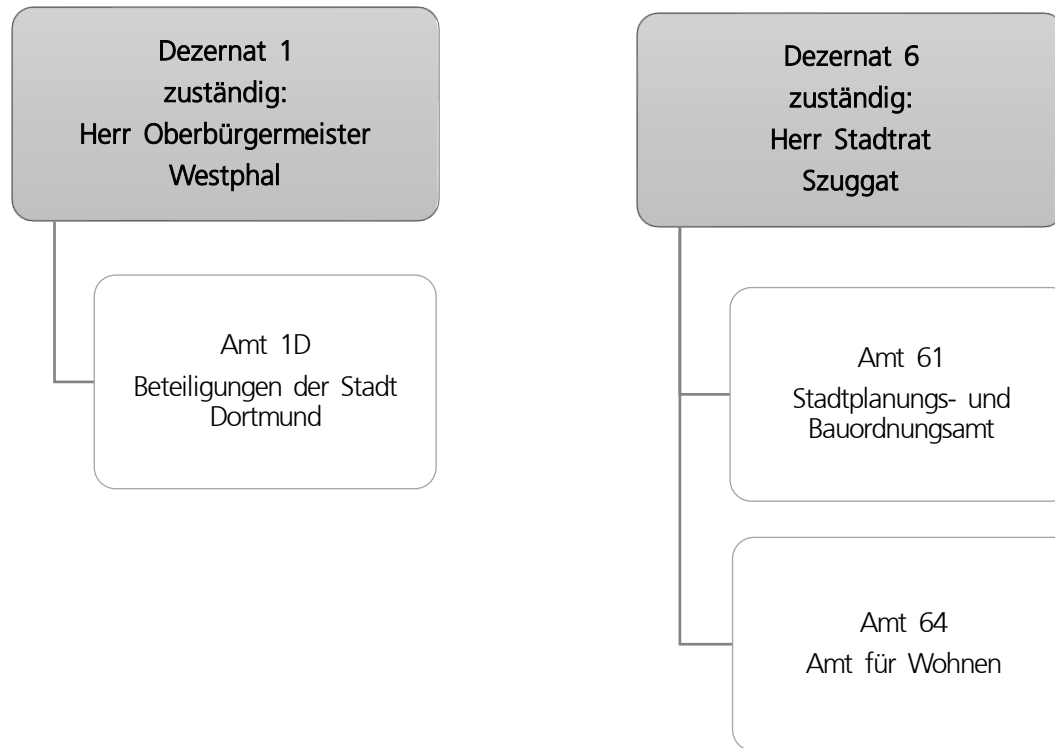 Dezernat 1
zuständig:
Herr Oberbürgermeister
Westphal
Amt 1D
Beteiligungen der Stadt
Dortmund
Dezernat 6
zuständig:
Herr Stadtrat
Szuggat
Amt 61
Stadtplanungs- und
Bauordnungsamt
Amt 64
Amt für Wohnen